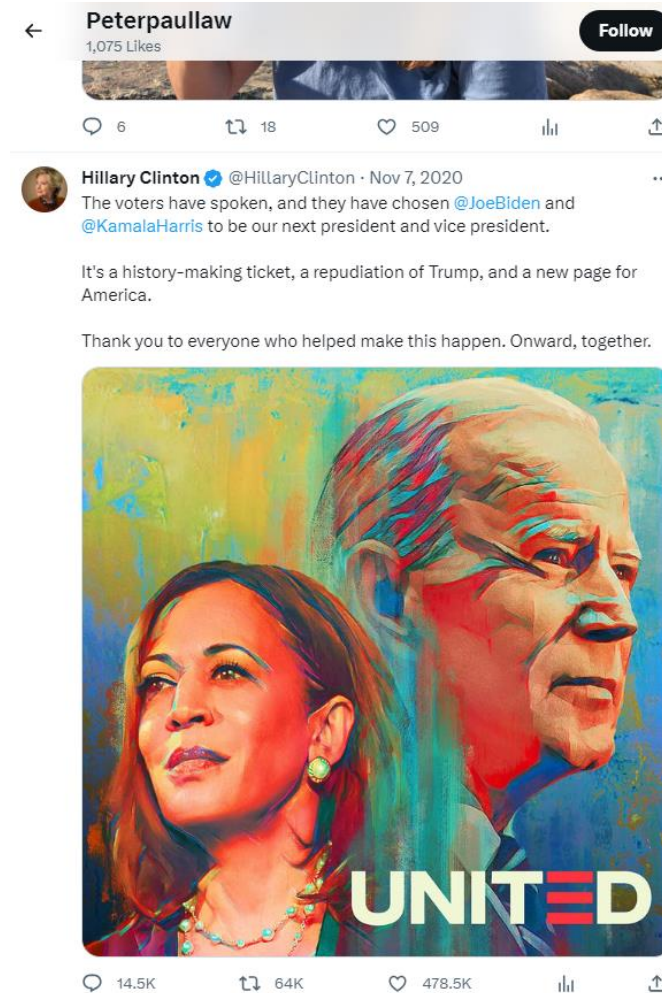 Peterpaullaw
1,075 Likes
Follow
6 18 509
Hillary Clinton @HillaryClinton · Nov 7, 2020
The voters have spoken, and they have chosen @JoeBiden and
@KamalaHarris to be our next president and vice president.
It's a history-making ticket, a repudiation of Trump, and a new page for
America.
Thank you to everyone who helped make this happen. Onward, together.
UNITED
14.5K 64K 478.5K